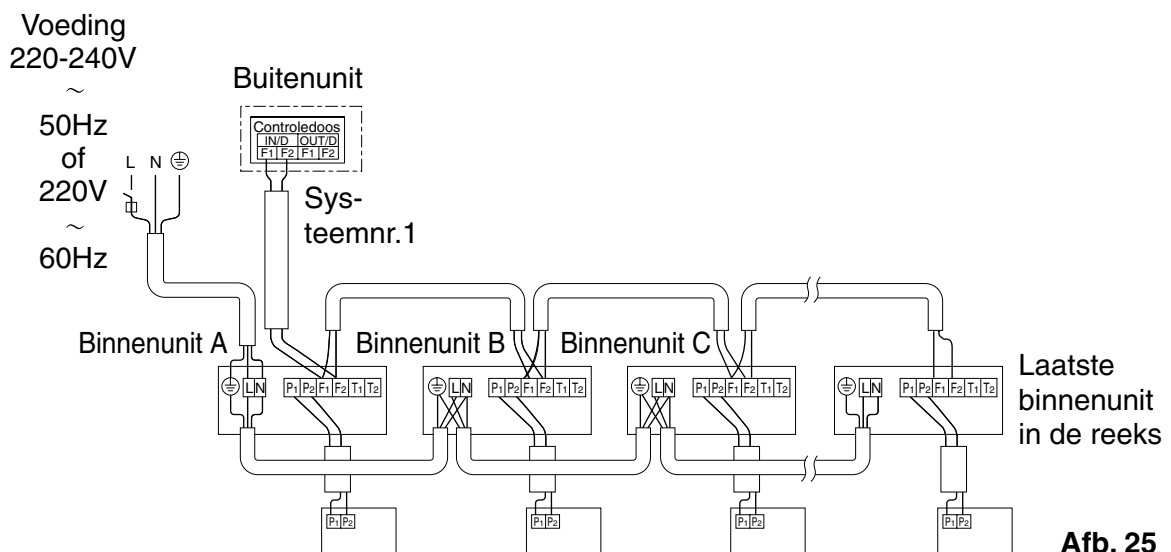 Voeding
220-240V
~
50Hz
of
220V
~
60Hz
L N
Buitenunit
Controledoos
IN/D OUT/D
F1 F2 F1 F2
Sys-
teemnr.1
Binnenunit A
Binnenunit B
Binnenunit C
L N P1 P2 F1 F2 T1 T2
L N P1 P2 F1 F2 T1 T2
L N P1 P2 F1 F2 T1 T2
L N P1 P2 F1 F2 T1 T2
Laatste
binnenunit
in de reeks
P1 P2
P1 P2
P1 P2
P1 P2
Afb. 25